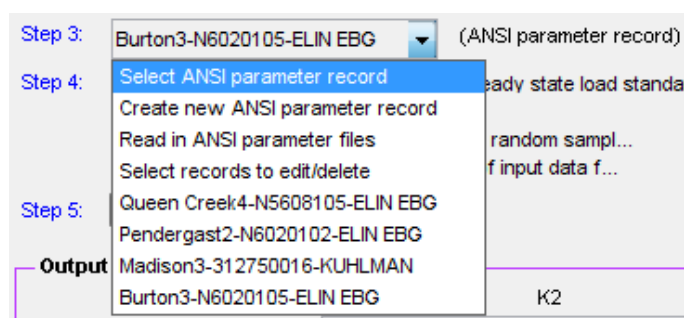 Step 3: Burton3-N6020105-ELIN EBG (ANSI parameter record)
Step 4: Select ANSI parameter record eady state load standa
Create new ANSI parameter record
Read in ANSI parameter files random sampl...
Select records to edit/delete f input data f...
Step 5: Queen Creek4-N5608105-ELIN EBG
Pendergast2-N6020102-ELIN EBG
Output Madison3-312750016-KUHLMAN
Burton3-N6020105-ELIN EBG K2